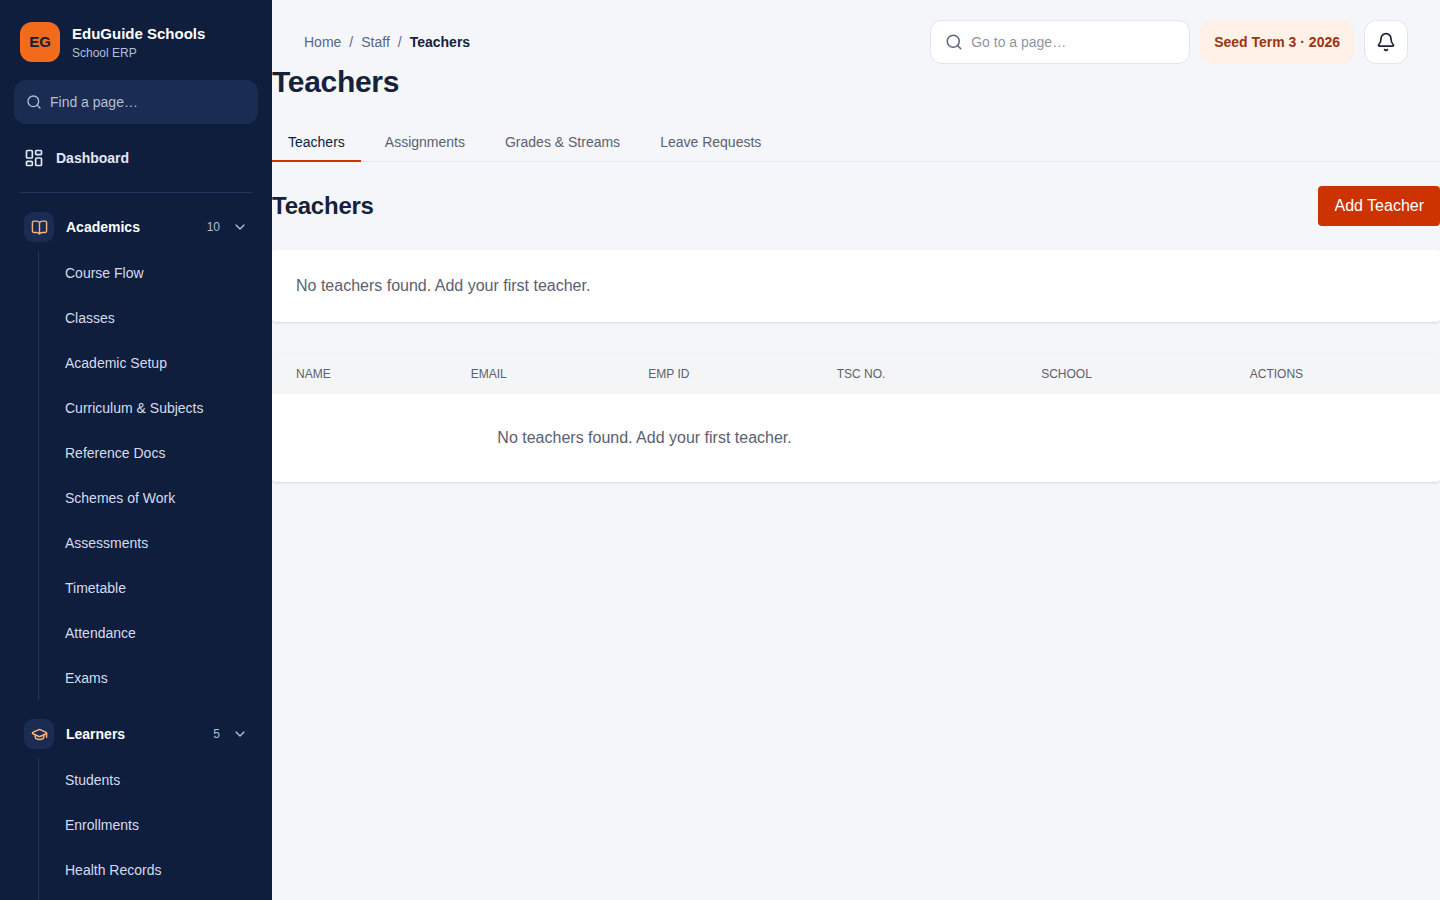 EG
EduGuide Schools
School ERP
Find a page…
Dashboard
Academics 10
Course Flow
Classes
Academic Setup
Curriculum & Subjects
Reference Docs
Schemes of Work
Assessments
Timetable
Attendance
Exams
Learners 5
Students
Enrollments
Health Records
Home / Staff / Teachers
Go to a page…
Seed Term 3 · 2026
Teachers
Teachers Assignments Grades & Streams Leave Requests
Teachers
Add Teacher
No teachers found. Add your first teacher.
NAME EMAIL EMP ID TSC NO. SCHOOL ACTIONS
No teachers found. Add your first teacher.